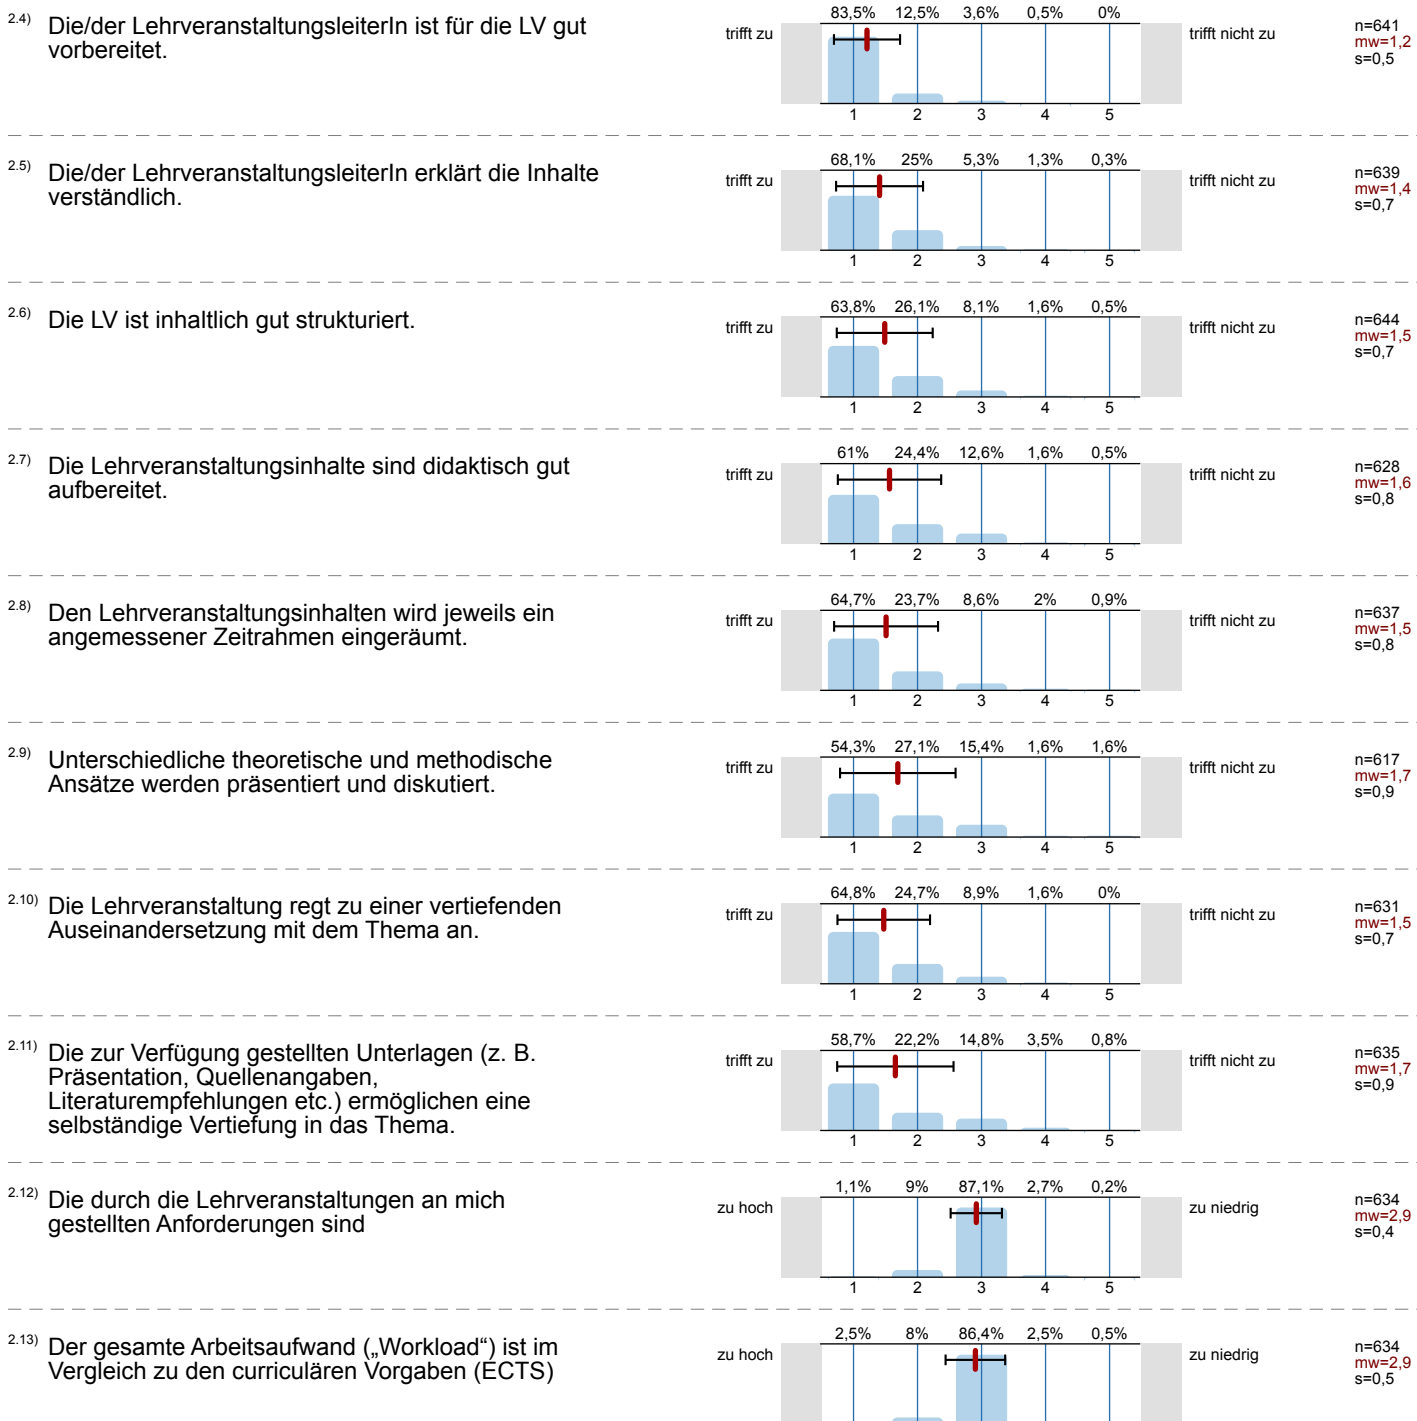 2.4) Die/der LehrveranstaltungsleiterIn ist für die LV gut
vorbereitet.
trifft zu
83,5% 12,5% 3,6% 0,5% 0%
1 2 3 4 5
trifft nicht zu
n=641
mw=1,2
s=0,5
2.5) Die/der LehrveranstaltungsleiterIn erklärt die Inhalte
verständlich.
trifft zu
68,1% 25% 5,3% 1,3% 0,3%
1 2 3 4 5
trifft nicht zu
n=639
mw=1,4
s=0,7
2.6) Die LV ist inhaltlich gut strukturiert.
trifft zu
63,8% 26,1% 8,1% 1,6% 0,5%
1 2 3 4 5
trifft nicht zu
n=644
mw=1,5
s=0,7
2.7) Die Lehrveranstaltungsinhalte sind didaktisch gut
aufbereitet.
trifft zu
61% 24,4% 12,6% 1,6% 0,5%
1 2 3 4 5
trifft nicht zu
n=628
mw=1,6
s=0,8
2.8) Den Lehrveranstaltungsinhalten wird jeweils ein
angemessener Zeitrahmen eingeräumt.
trifft zu
64,7% 23,7% 8,6% 2% 0,9%
1 2 3 4 5
trifft nicht zu
n=637
mw=1,5
s=0,8
2.9) Unterschiedliche theoretische und methodische
Ansätze werden präsentiert und diskutiert.
trifft zu
54,3% 27,1% 15,4% 1,6% 1,6%
1 2 3 4 5
trifft nicht zu
n=617
mw=1,7
s=0,9
2.10) Die Lehrveranstaltung regt zu einer vertiefenden
Auseinandersetzung mit dem Thema an.
trifft zu
64,8% 24,7% 8,9% 1,6% 0%
1 2 3 4 5
trifft nicht zu
n=631
mw=1,5
s=0,7
2.11) Die zur Verfügung gestellten Unterlagen (z. B.
Präsentation, Quellenangaben,
Literaturempfehlungen etc.) ermöglichen eine
selbständige Vertiefung in das Thema.
trifft zu
58,7% 22,2% 14,8% 3,5% 0,8%
1 2 3 4 5
trifft nicht zu
n=635
mw=1,7
s=0,9
2.12) Die durch die Lehrveranstaltungen an mich
gestellten Anforderungen sind
zu hoch
1,1% 9% 87,1% 2,7% 0,2%
1 2 3 4 5
zu niedrig
n=634
mw=2,9
s=0,4
2.13) Der gesamte Arbeitsaufwand („Workload“) ist im
Vergleich zu den curriculären Vorgaben (ECTS)
zu hoch
2,5% 8% 86,4% 2,5% 0,5%
zu niedrig
n=634
mw=2,9
s=0,5